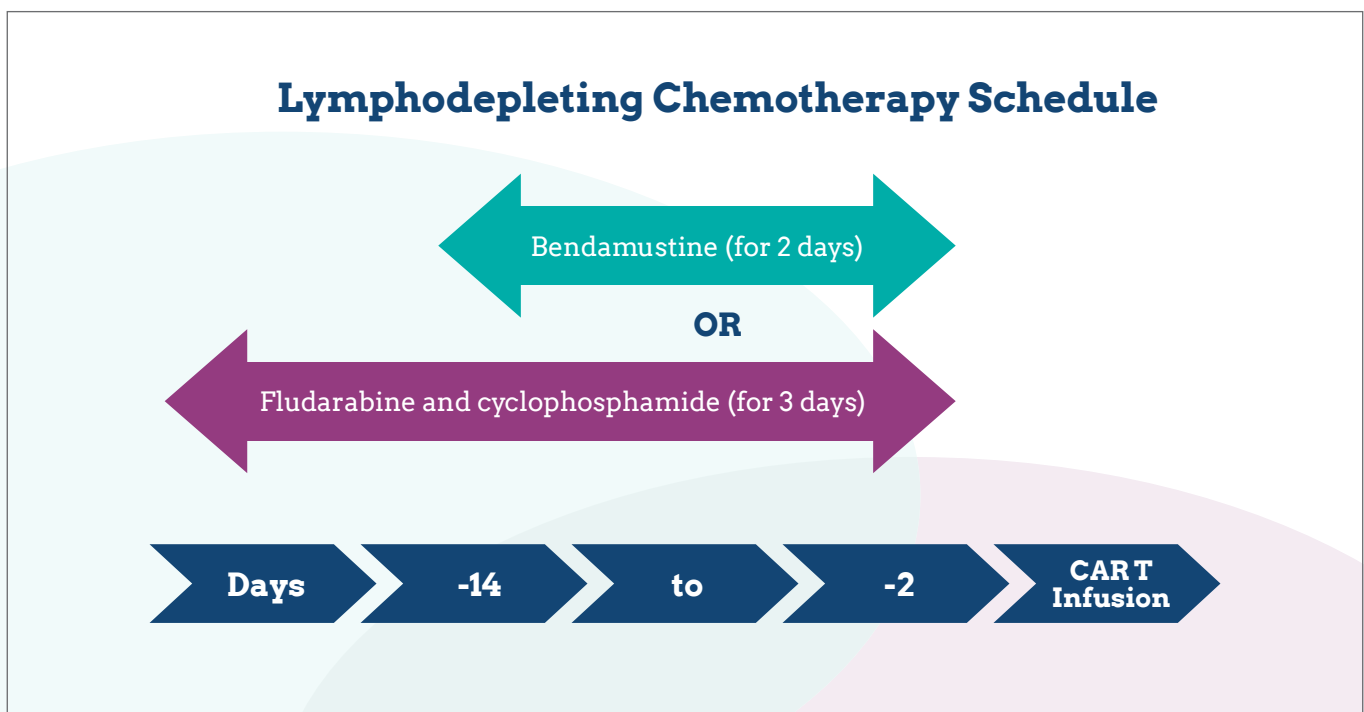 Lymphodepleting Chemotherapy Schedule
Bendamustine (for 2 days)
OR
Fludarabine and cyclophosphamide (for 3 days)
Days
-14
to
-2
CAR T
Infusion